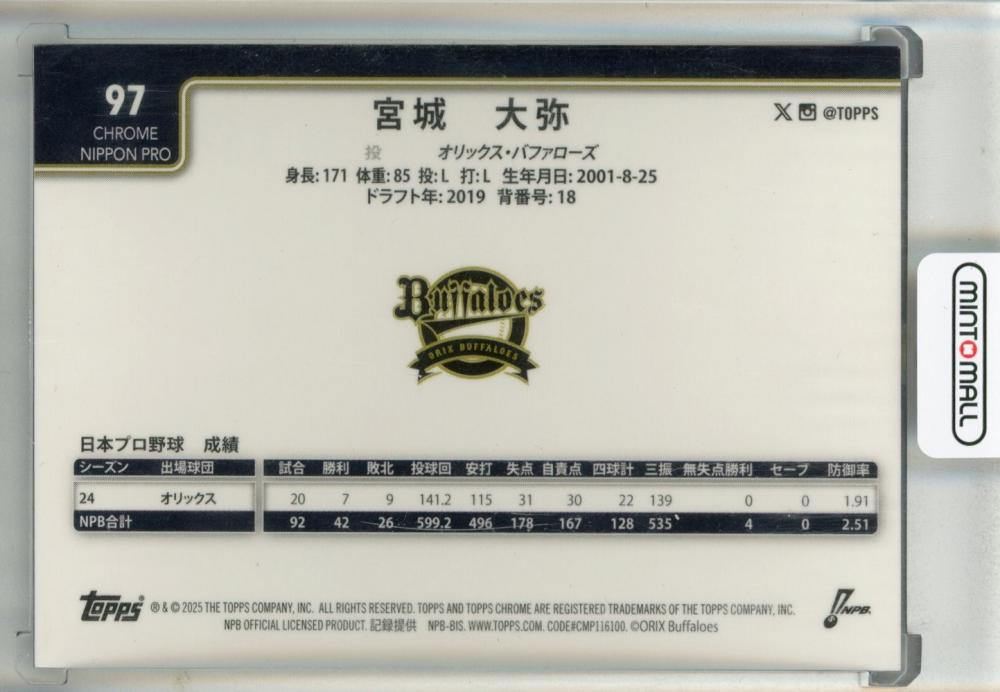 97
CHROME
NIPPON PRO
宮城 大弥
@TOPPS
投 オリックス・バファローズ
身長: 171 体重: 85 投: L 打: L 生年月日: 2001-8-25
ドラフト年: 2019 背番号: 18
Buffaloes
ORIX BUFFALOES
MINTOMALL
日本プロ野球 成績
シーズン 出場球団 試合 勝利 敗北 投球回 安打 失点 自責点 四球計 三振 無失点勝利 セーブ 防御率
24 オリックス 20 7 9 141.2 115 31 30 22 139 0 0 1.91
NPB合計 92 42 26 599.2 496 178 167 128 535 4 0 2.51
Topps ® & © 2025 THE TOPPS COMPANY, INC. ALL RIGHTS RESERVED. TOPPS AND TOPPS CHROME ARE REGISTERED TRADEMARKS OF THE TOPPS COMPANY, INC.
NPB OFFICIAL LICENSED PRODUCT. 記録提供 NPB-BIS. WWW.TOPPS.COM. CODE#CMP116100. ©ORIX Buffaloes
NPB.